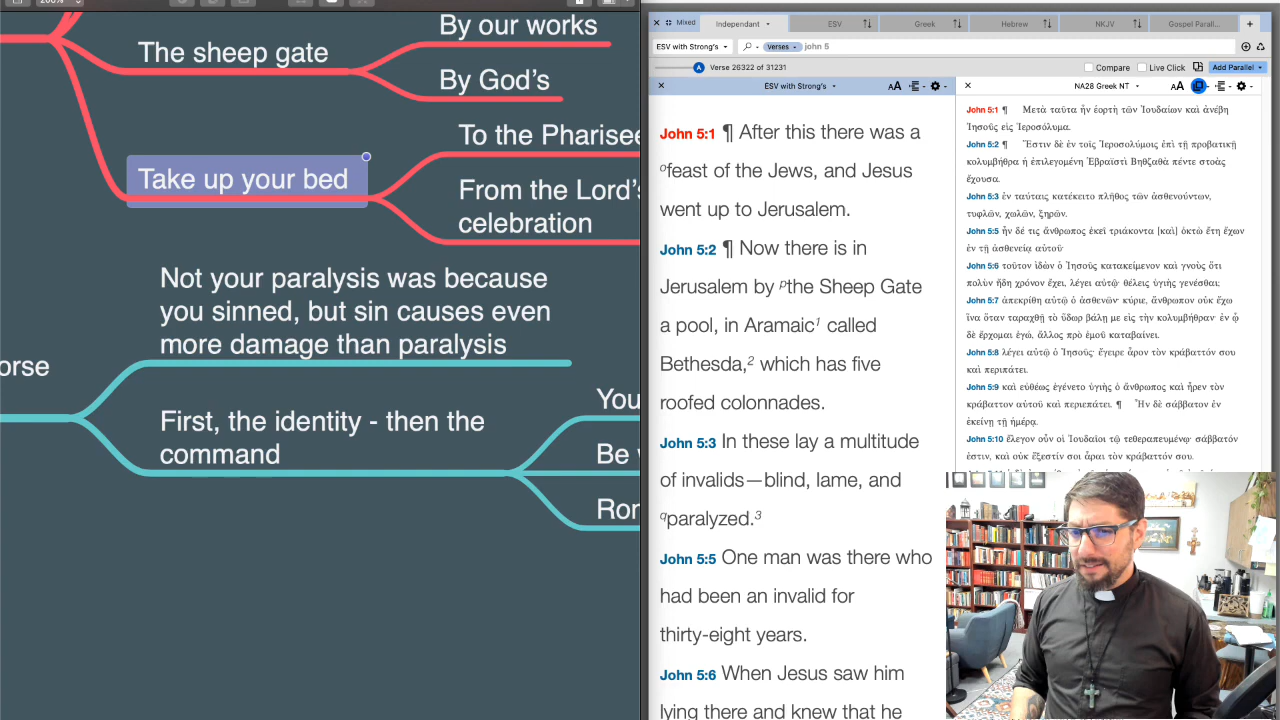 By our works
The sheep gate
By God's
To the Pharisee
Take up your bed
From the Lord's
celebration
Not your paralysis was because
you sinned, but sin causes even
more damage than paralysis
orse
You
First, the identity - then the
command
Be
Ror
Mixed
Independant
ESV
Greek
Hebrew
NKJV
Gospel Parall...
ESV with Strong's
Verses
john 5
Verse 26322 of 31231
Compare
Live Click
Add Parallel
ESV with Strong's
AA
John 5:1 ¶ After this there was a
ofeast of the Jews, and Jesus
went up to Jerusalem.
John 5:2 ¶ Now there is in
Jerusalem by pthe Sheep Gate
a pool, in Aramaic1 called
Bethesda,2 which has five
roofed colonnades.
John 5:3 In these lay a multitude
of invalids—blind, lame, and
qparalyzed.3
John 5:5 One man was there who
had been an invalid for
thirty-eight years.
John 5:6 When Jesus saw him
lying there and knew that he
NA28 Greek NT
AA
John 5:1 ¶ Μετὰ ταῦτα ἦν ἑορτὴ τῶν Ἰουδαίων καὶ ἀνέβη
Ἰησοῦς εἰς Ἱεροσόλυμα.
John 5:2 ¶ Ἔστιν δὲ ἐν τοῖς Ἱεροσολύμοις ἐπὶ τῇ προβατικῇ
κολυμβήθρα ἡ ἐπιλεγομένη Ἑβραϊστὶ Βηθζαθὰ πέντε στοὰς
ἔχουσα.
John 5:3 ἐν ταύταις κατέκειτο πλῆθος τῶν ἀσθενούντων,
τυφλῶν, χωλῶν, ξηρῶν.
John 5:5 ἦν δέ τις ἄνθρωπος ἐκεῖ τριάκοντα [καὶ] ὀκτὼ ἔτη ἔχων
ἐν τῇ ἀσθενείᾳ αὐτοῦ·
John 5:6 τοῦτον ἰδὼν ὁ Ἰησοῦς κατακείμενον καὶ γνοὺς ὅτι
πολὺν ἤδη χρόνον ἔχει, λέγει αὐτῷ· θέλεις ὑγιὴς γενέσθαι;
John 5:7 ἀπεκρίθη αὐτῷ ὁ ἀσθενῶν· κύριε, ἄνθρωπον οὐκ ἔχω
ἵνα ὅταν ταραχθῇ τὸ ὕδωρ βάλῃ με εἰς τὴν κολυμβήθραν· ἐν ᾧ
δὲ ἔρχομαι ἐγώ, ἄλλος πρὸ ἐμοῦ καταβαίνει.
John 5:8 λέγει αὐτῷ ὁ Ἰησοῦς· ἔγειρε ἆρον τὸν κράβαττόν σου
καὶ περιπάτει.
John 5:9 καὶ εὐθέως ἐγένετο ὑγιὴς ὁ ἄνθρωπος καὶ ἦρεν τὸν
κράβαττον αὐτοῦ καὶ περιεπάτει. ¶ Ἦν δὲ σάββατον ἐν
ἐκείνῃ τῇ ἡμέρᾳ.
John 5:10 ἔλεγον οὖν οἱ Ἰουδαῖοι τῷ τεθεραπευμένῳ· σάββατόν
ἐστιν, καὶ οὐκ ἔξεστίν σοι ἆραι τὸν κράβαττόν σου.